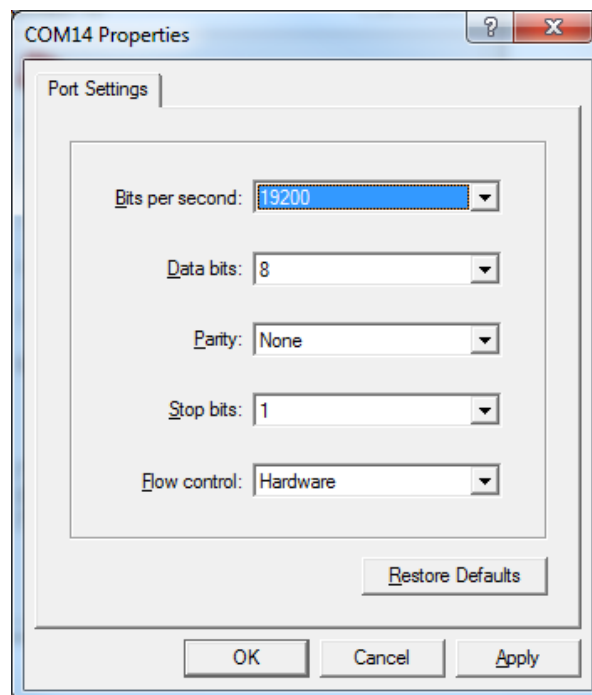 COM14 Properties
?
X
Port Settings
Bits per second: 19200
Data bits: 8
Parity: None
Stop bits: 1
Flow control: Hardware
Restore Defaults
OK Cancel Apply